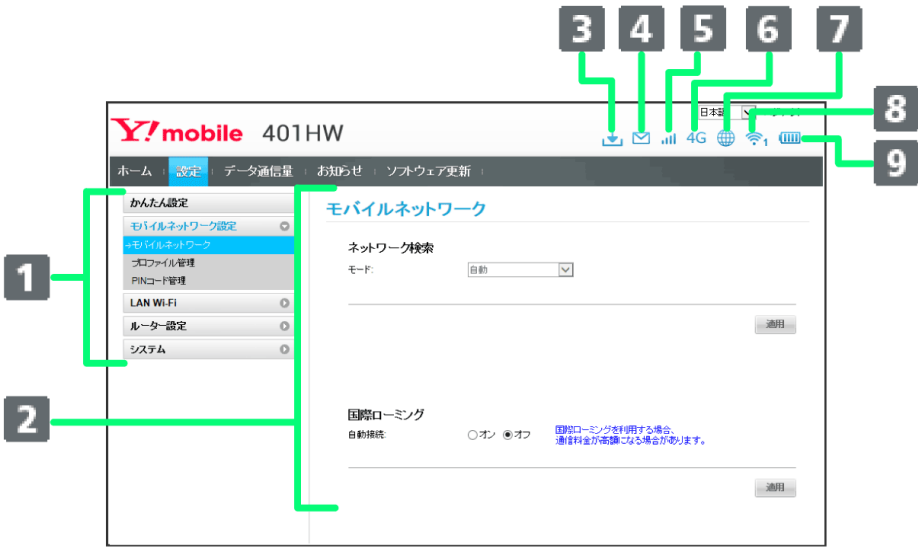 3 4 5 6 7
日本語
8
Y!mobile 401HW
4G 1
9
ホーム 設定 データ通信量 お知らせ ソフトウェア更新
1
かんたん設定
モバイルネットワーク設定
→モバイルネットワーク
プロファイル管理
PINコード管理
LAN Wi-Fi
ルーター設定
システム
2
モバイルネットワーク
ネットワーク検索
モード: 自動
適用
国際ローミング
自動接続: オン オフ
国際ローミングを利用する場合、
通信料金が高額になる場合があります。
適用